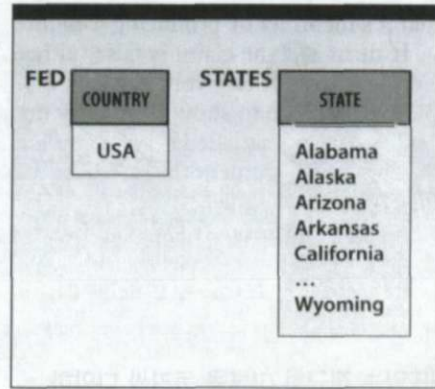 FED
COUNTRY
USA
STATES
STATE
Alabama
Alaska
Arizona
Arkansas
California
...
Wyoming